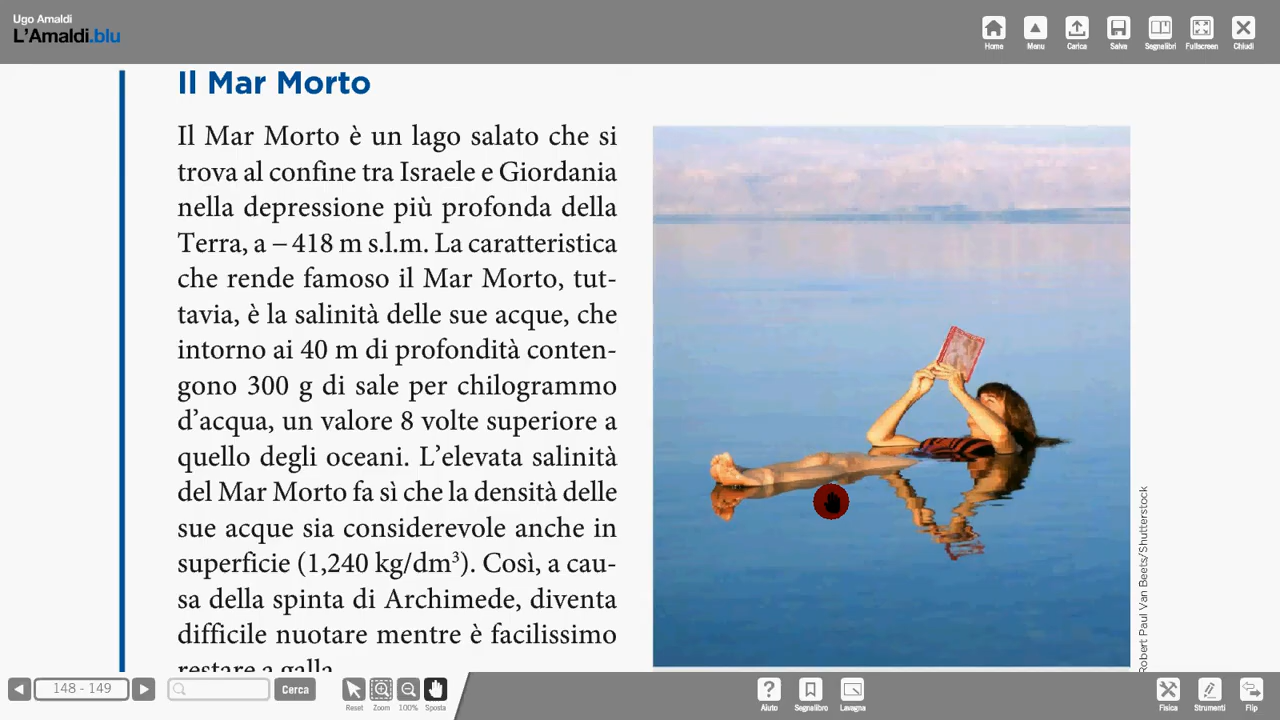 Ugo Amaldi
L'Amaldi.blu
Home Menu Carica Salva Segnalibri Fullscreen Chiudi
Il Mar Morto
Il Mar Morto è un lago salato che si
trova al confine tra Israele e Giordania
nella depressione più profonda della
Terra, a – 418 m s.l.m. La caratteristica
che rende famoso il Mar Morto, tut-
tavia, è la salinità delle sue acque, che
intorno ai 40 m di profondità conten-
gono 300 g di sale per chilogrammo
d'acqua, un valore 8 volte superiore a
quello degli oceani. L'elevata salinità
del Mar Morto fa sì che la densità delle
sue acque sia considerevole anche in
superficie (1,240 kg/dm³). Così, a cau-
sa della spinta di Archimede, diventa
difficile nuotare mentre è facilissimo
restare a galla.
Robert Paul Van Beets/Shutterstock
148 - 149
Cerca
Reset Zoom 100% Sposta
? Aiuto Segnalibro Lavagna
Fisica Strumenti Flip